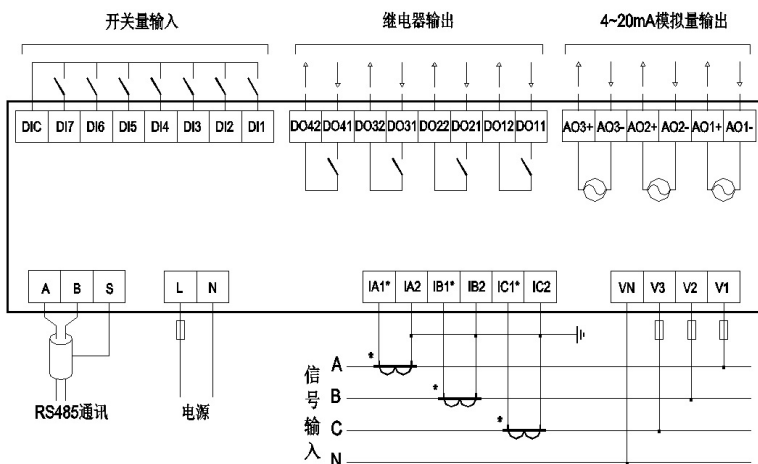 开关量输入 继电器输出 4~20mA模拟量输出
DIC DI7 DI6 DI5 DI4 DI3 DI2 DI1 DO42 DO41 DO32 DO31 DO22 DO21 DO12 DO11 AO3+ AO3- AO2+ AO2- AO1+ AO1-
A B S L N IA1* IA2 IB1* IB2 IC1* IC2 VN V3 V2 V1
RS485通讯 电源
信号输入
* A
* B
* C
N